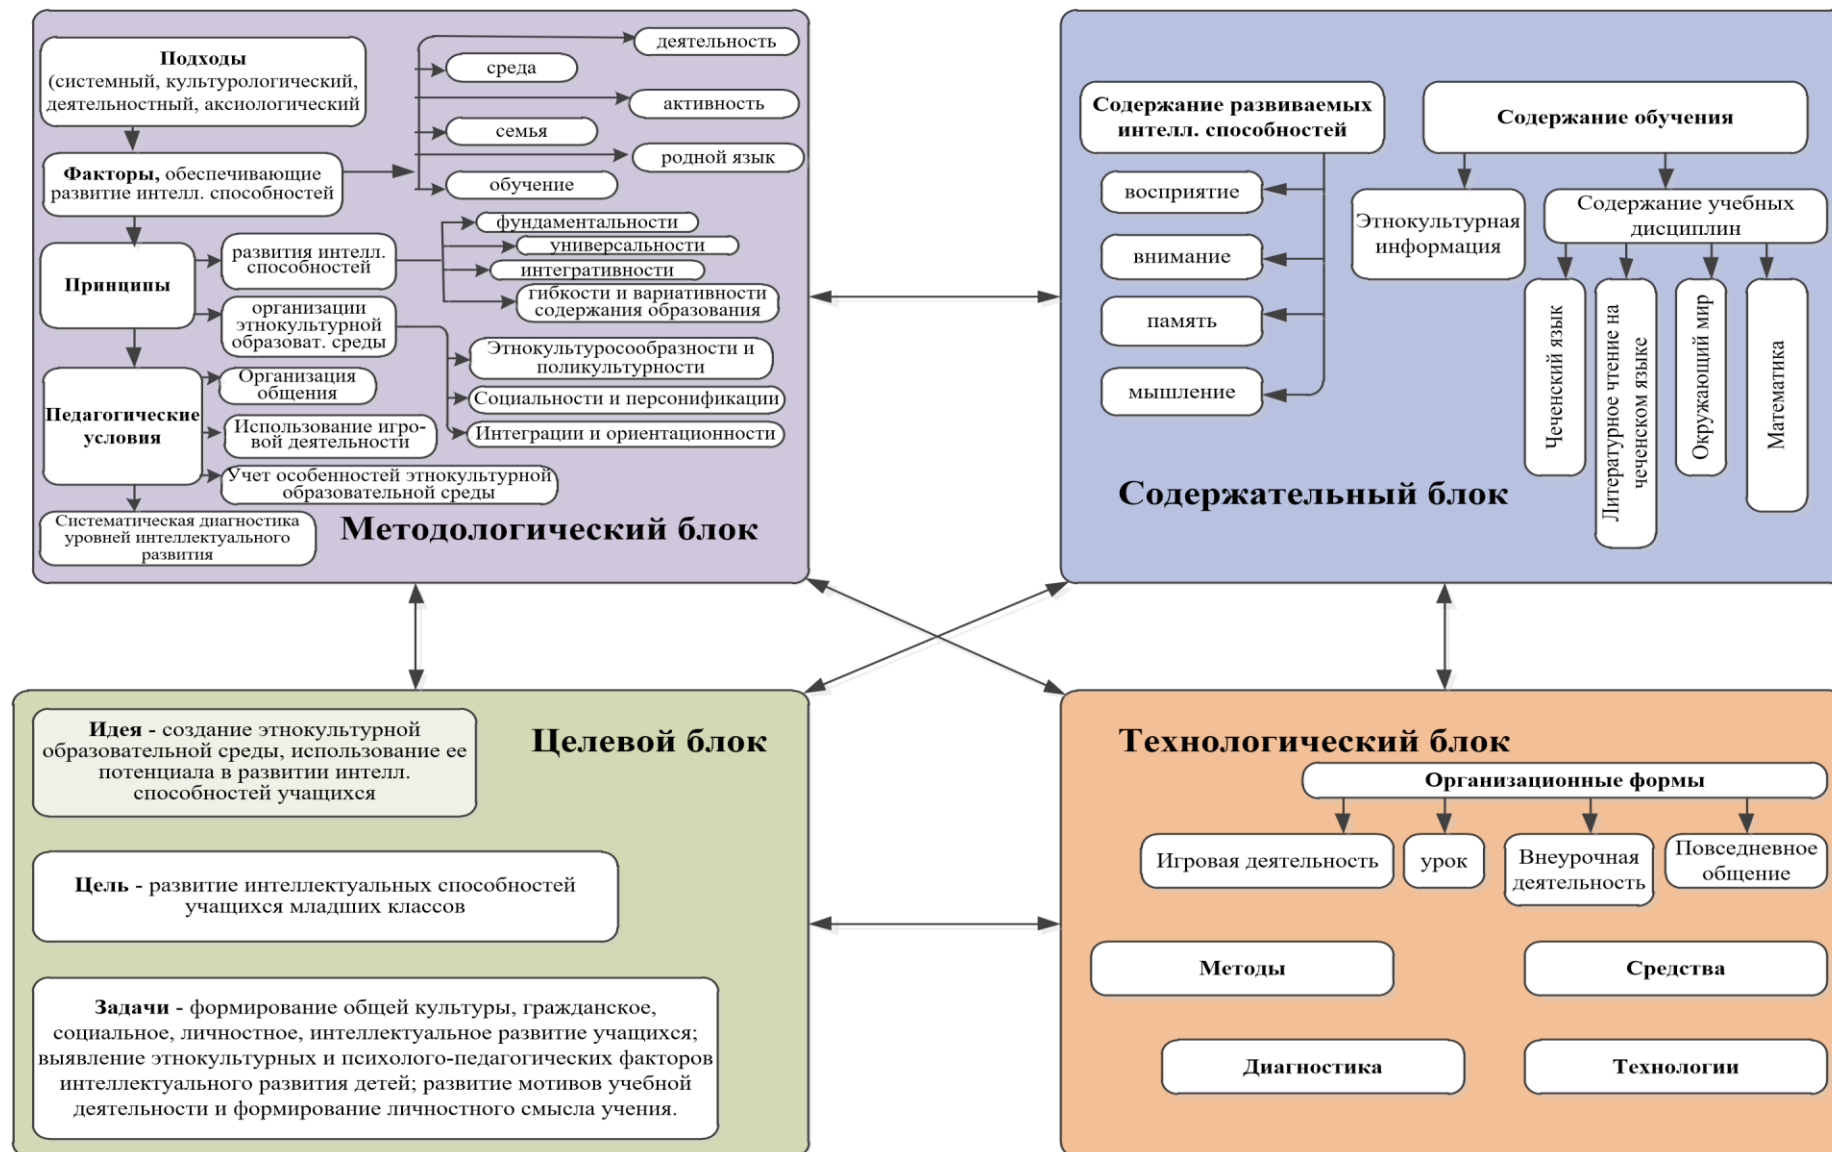 Подходы
(системный, культурологический,
деятельностный, аксиологический
Факторы, обеспечивающие
развитие интелл. способностей
деятельность
среда
активность
семья
родной язык
обучение
Принципы
развития интелл.
способностей
фундаментальности
универсальности
интегративности
гибкости и вариативности
содержания образования
организации
этнокультурной
образоват. среды
Этнокультуросообразности и
поликультурности
Социальности и персонификации
Интеграции и ориентационности
Педагогические
условия
Организация
общения
Использование игро-
вой деятельности
Учет особенностей этнокультурной
образовательной среды
Систематическая диагностика
уровней интеллектуального
развития
Методологический блок
Содержание развиваемых
интелл. способностей
восприятие
внимание
память
мышление
Содержание обучения
Этнокультурная
информация
Содержание учебных
дисциплин
Чеченский язык
Литературное чтение на
чеченском языке
Окружающий мир
Математика
Содержательный блок
Идея - создание этнокультурной
образовательной среды, использование ее
потенциала в развитии интелл.
способностей учащихся
Целевой блок
Цель - развитие интеллектуальных способностей
учащихся младших классов
Задачи - формирование общей культуры, гражданское,
социальное, личностное, интеллектуальное развитие учащихся;
выявление этнокультурных и психолого-педагогических факторов
интеллектуального развития детей; развитие мотивов учебной
деятельности и формирование личностного смысла учения.
Технологический блок
Организационные формы
Игровая деятельность
урок
Внеурочная
деятельность
Повседневное
общение
Методы
Средства
Диагностика
Технологии